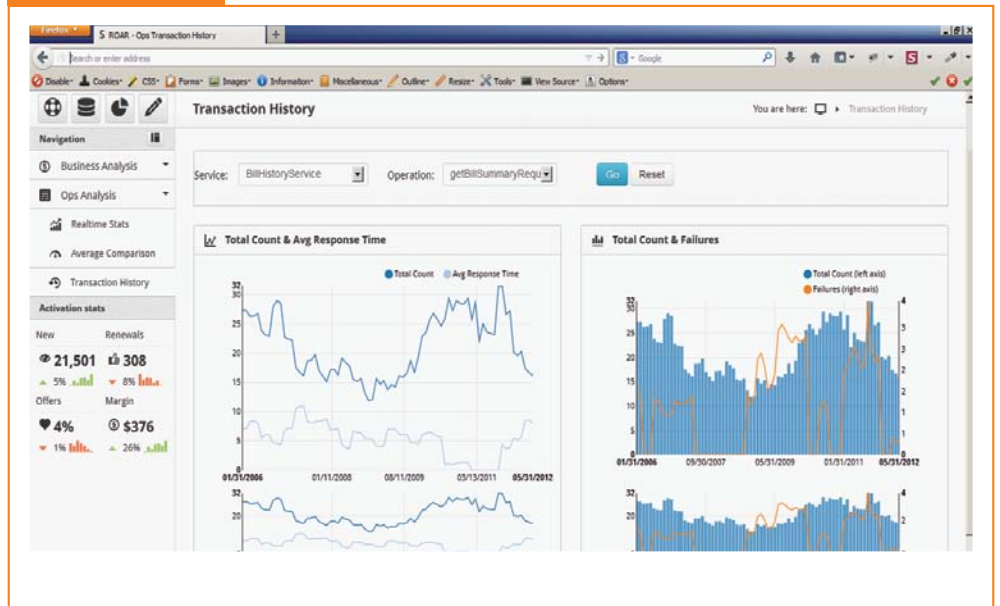 Firefox
S ROAR - Ops Transaction History
+
Search or enter address
S - Google
Disable- Cookies- CSS- Forms- Images- Information- Miscellaneous- Outline- Resize- Tools- View Source- Options-
Transaction History
You are here: Transaction History
Navigation
Business Analysis
Ops Analysis
Realtime Stats
Average Comparison
Transaction History
Activation stats
New Renewals
21,501 308
5% 8%
Offers Margin
4% $376
1% 26%
Service: BillHistoryService Operation: getBillSummaryRequ Go Reset
Total Count & Avg Response Time
Total Count Avg Response Time
32
30
25
20
15
10
5
0
01/31/2006 01/11/2008 08/11/2009 03/13/2011 05/31/2012
32
20
Total Count & Failures
Total Count (left axis)
Failures (right axis)
25
20
15
10
5
0
4
3
3
2
2
1
1
0
01/31/2006 09/30/2007 05/31/2009 01/31/2011 05/31/2012
32
20
4
2